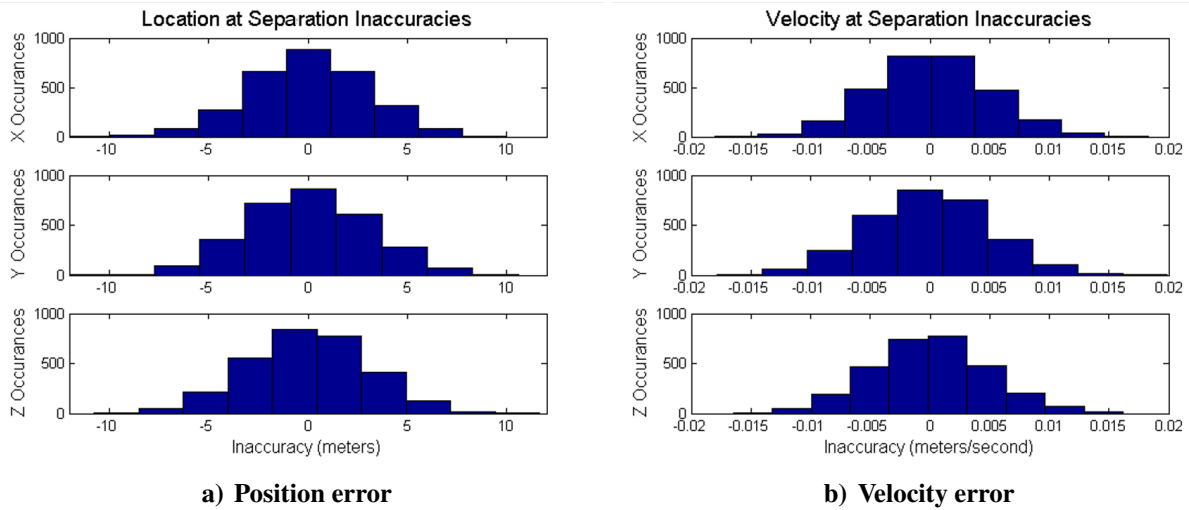 Location at Separation Inaccuracies
X Occurances
1000
500
0
-10 -5 0 5 10
Y Occurances
1000
500
0
-10 -5 0 5 10
Z Occurances
1000
500
0
-10 -5 0 5 10
Inaccuracy (meters)
a) Position error
Velocity at Separation Inaccuracies
X Occurances
1000
500
0
-0.02 -0.015 -0.01 -0.005 0 0.005 0.01 0.015 0.02
Y Occurances
1000
500
0
-0.02 -0.015 -0.01 -0.005 0 0.005 0.01 0.015 0.02
Z Occurances
1000
500
0
-0.02 -0.015 -0.01 -0.005 0 0.005 0.01 0.015 0.02
Inaccuracy (meters/second)
b) Velocity error